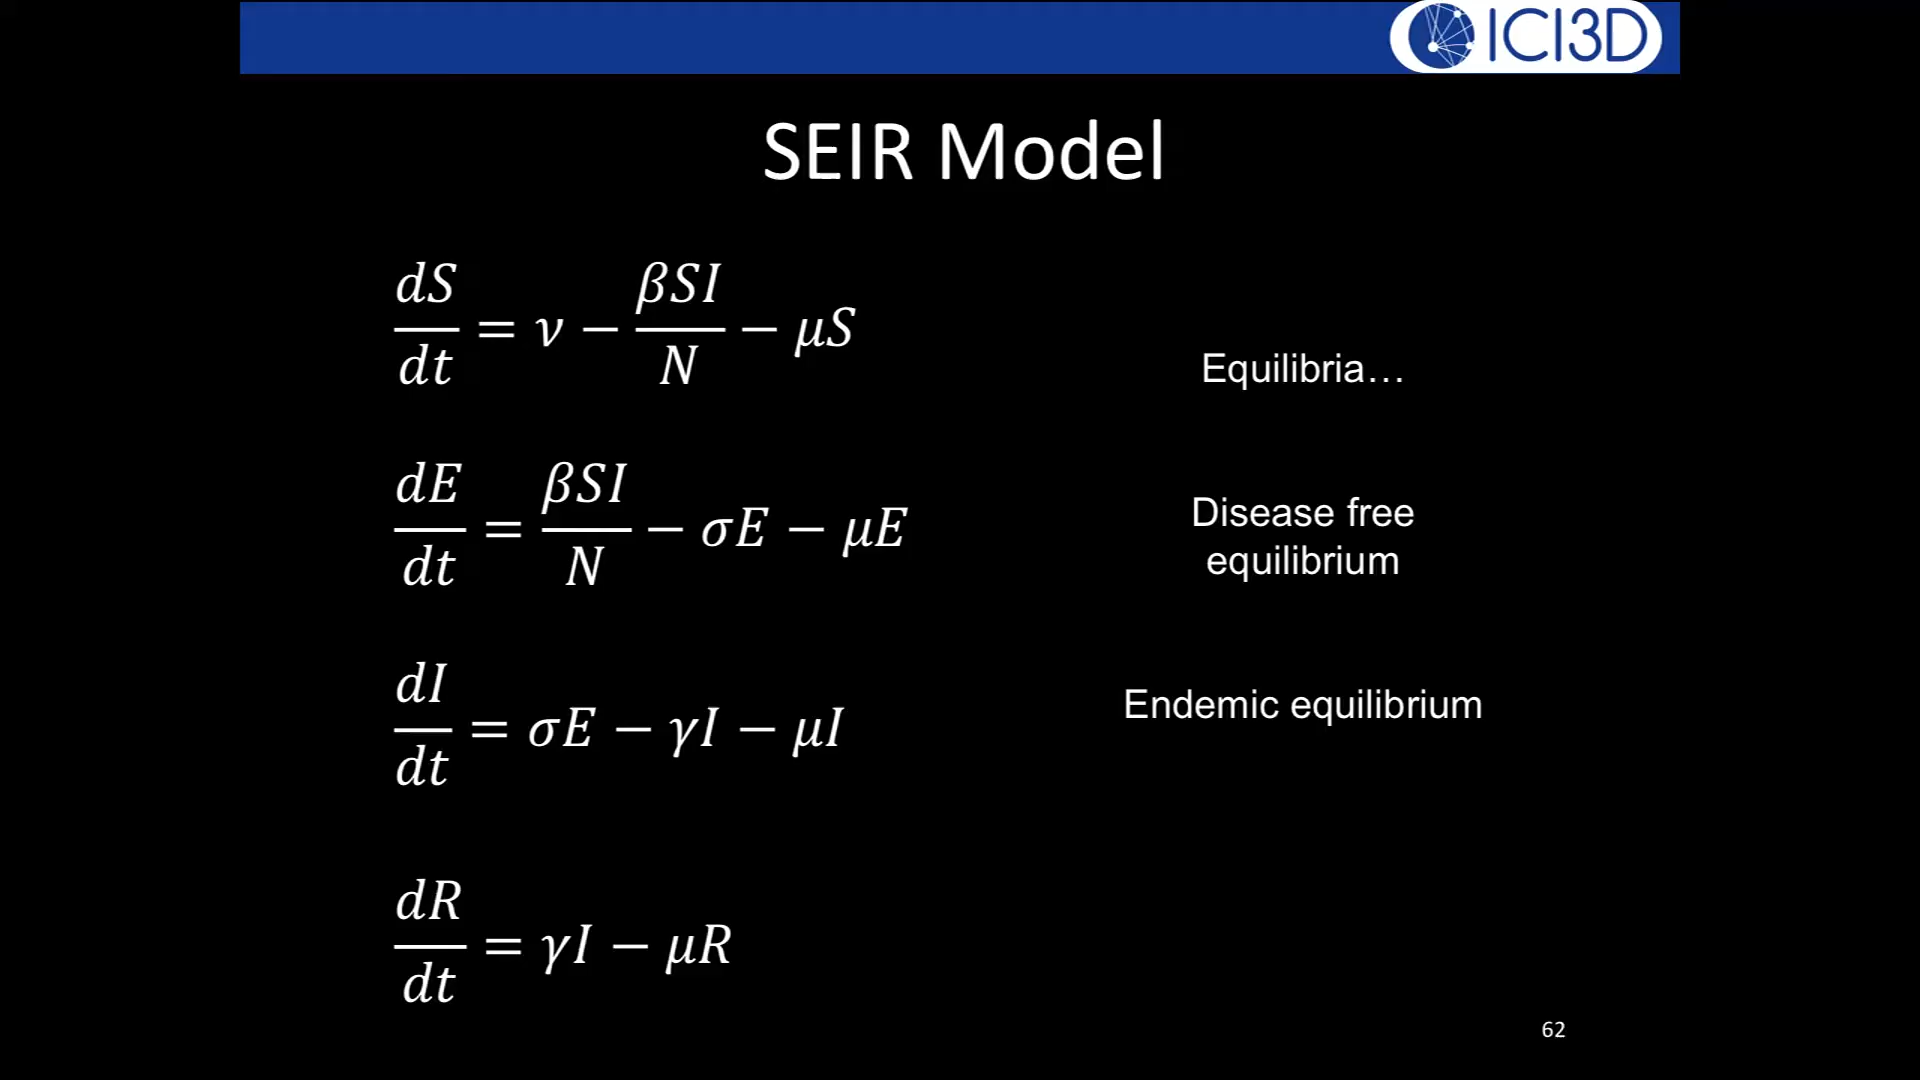 ICI3D
SEIR Model
dS/dt = ν − βSI/N − μS
Equilibria…
dE/dt = βSI/N − σE − μE
Disease free
equilibrium
dI/dt = σE − γI − μI
Endemic equilibrium
dR/dt = γI − μR
62